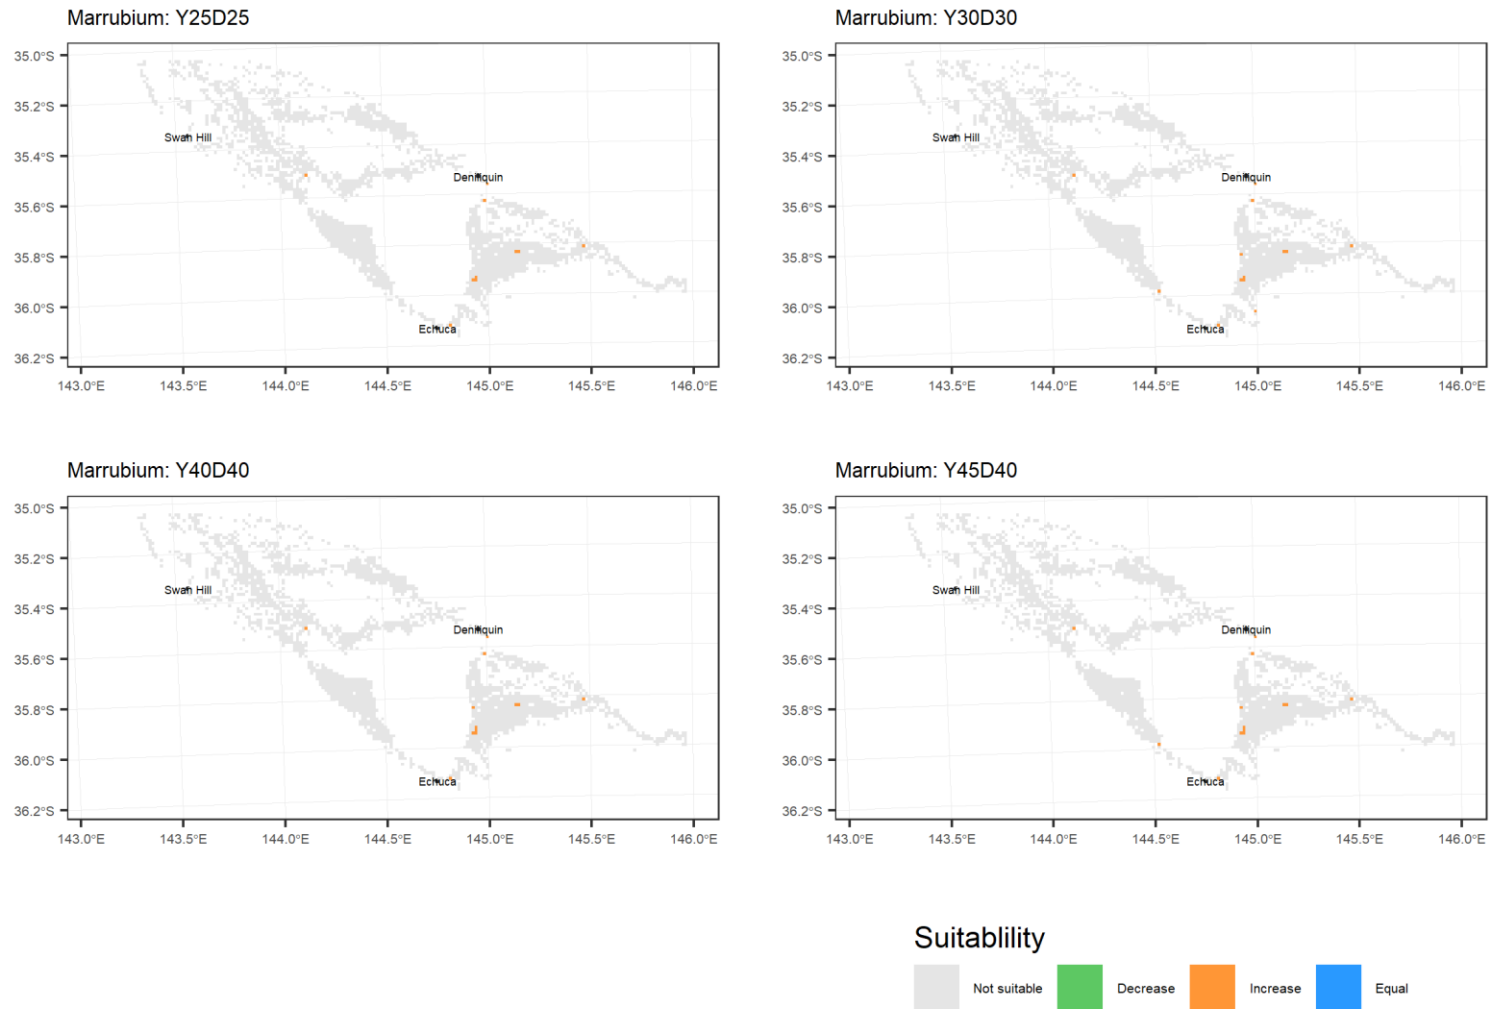 Marrubium: Y25D25
Marrubium: Y30D30
35.0°S
35.2°S
35.4°S
35.6°S
35.8°S
36.0°S
36.2°S
Swan Hill
Deniliquin
Echuca
143.0°E 143.5°E 144.0°E 144.5°E 145.0°E 145.5°E 146.0°E
35.0°S
35.2°S
35.4°S
35.6°S
35.8°S
36.0°S
36.2°S
Swan Hill
Deniliquin
Echuca
143.0°E 143.5°E 144.0°E 144.5°E 145.0°E 145.5°E 146.0°E
Marrubium: Y40D40
Marrubium: Y45D40
35.0°S
35.2°S
35.4°S
35.6°S
35.8°S
36.0°S
36.2°S
Swan Hill
Deniliquin
Echuca
143.0°E 143.5°E 144.0°E 144.5°E 145.0°E 145.5°E 146.0°E
35.0°S
35.2°S
35.4°S
35.6°S
35.8°S
36.0°S
36.2°S
Swan Hill
Deniliquin
Echuca
143.0°E 143.5°E 144.0°E 144.5°E 145.0°E 145.5°E 146.0°E
Suitablility
Not suitable Decrease Increase Equal